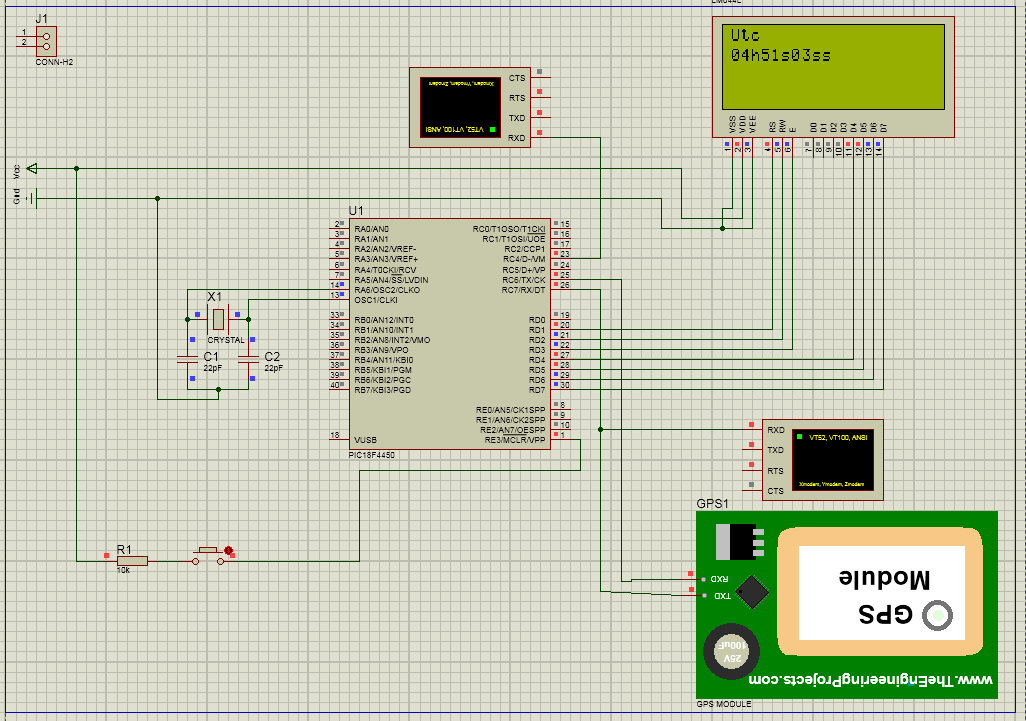 J1
1
2
CONN-H2
LM044L
Utc
04h51s03ss
VSS
VDD
VEE
RS
RW
E
D0
D1
D2
D3
D4
D5
D6
D7
1
2
3
4
5
6
7
8
9
10
11
12
13
14
CTS
RTS
TXD
RXD
Xmodem, Ymodem, Zmodem
VT52, VT100, ANSI
Vcc
Gnd
U1
2 RA0/AN0
3 RA1/AN1
4 RA2/AN2/VREF-
5 RA3/AN3/VREF+
6 RA4/T0CKI/RCV
7 RA5/AN4/SS/LVDIN
14 RA6/OSC2/CLKO
13 OSC1/CLKI
33 RB0/AN12/INT0
34 RB1/AN10/INT1
35 RB2/AN8/INT2/VMO
36 RB3/AN9/VPO
37 RB4/AN11/KBI0
38 RB5/KBI1/PGM
39 RB6/KBI2/PGC
40 RB7/KBI3/PGD
18 VUSB
RC0/T1OSO/T1CKI 15
RC1/T1OSI/UOE 16
RC2/CCP1 17
RC4/D-/VM 23
RC5/D+/VP 24
RC6/TX/CK 25
RC7/RX/DT 26
RD0 19
RD1 20
RD2 21
RD3 22
RD4 27
RD5 28
RD6 29
RD7 30
RE0/AN5/CK1SPP 8
RE1/AN6/CK2SPP 9
RE2/AN7/OESPP 10
RE3/MCLR/VPP 1
PIC18F4450
X1
CRYSTAL
C1
22pF
C2
22pF
R1
10k
RXD
TXD
RTS
CTS
VT52, VT100, ANSI
Xmodem, Ymodem, Zmodem
GPS1
RXD
TXD
GPS
Module
100uF
25V
www.TheEngineeringProjects.com
GPS MODULE